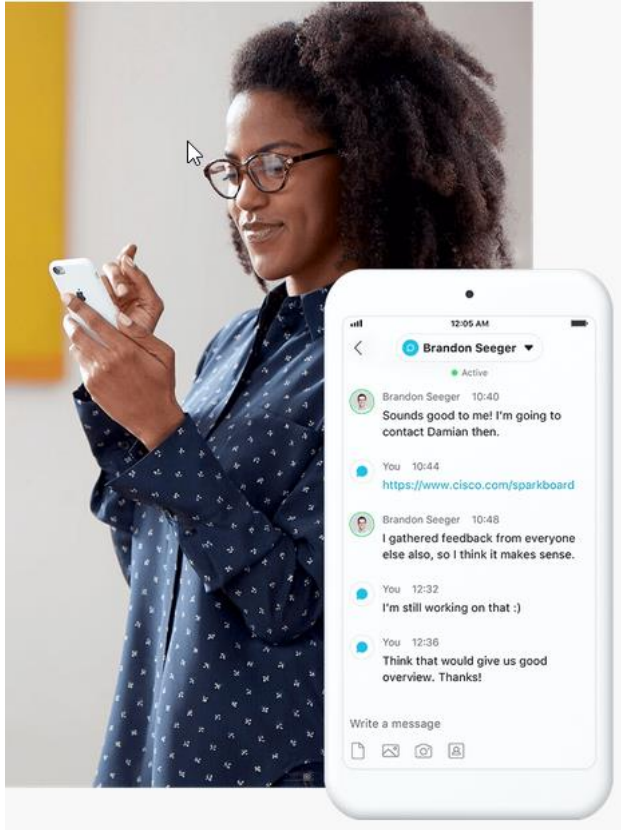 12:05 AM
Brandon Seeger
Active
Brandon Seeger 10:40
Sounds good to me! I'm going to
contact Damian then.
You 10:44
https://www.cisco.com/sparkboard
Brandon Seeger 10:48
I gathered feedback from everyone
else also, so I think it makes sense.
You 12:32
I'm still working on that :)
You 12:36
Think that would give us good
overview. Thanks!
Write a message